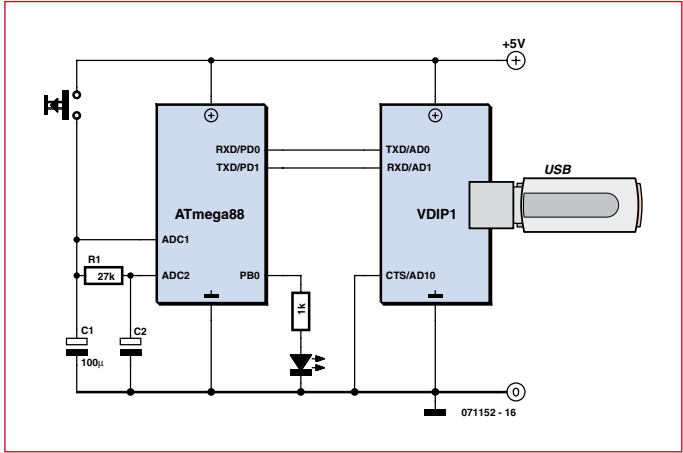 +5V
RXD/PD0
TXD/AD0
TXD/PD1
RXD/AD1
USB
ATmega88
VDIP1
ADC1
R1
27k
ADC2
PB0
CTS/AD10
1k
C1
C2
100µ
0
071152 - 16